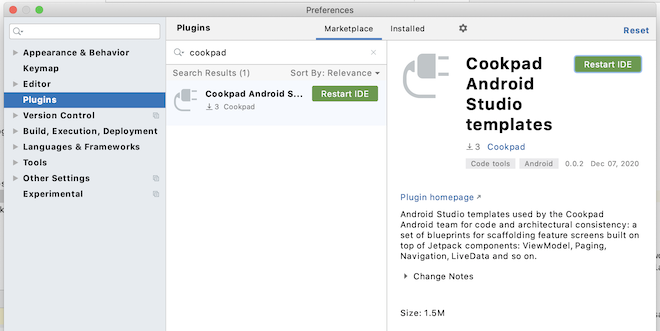 Preferences
Appearance & Behavior
Keymap
Editor
Plugins
Version Control
Build, Execution, Deployment
Languages & Frameworks
Tools
Other Settings
Experimental
Plugins
Marketplace
Installed
Reset
cookpad
Search Results (1)
Sort By: Relevance
Cookpad Android S...
Restart IDE
3 Cookpad
Cookpad
Android
Studio
templates
Restart IDE
3 Cookpad
Code tools
Android
0.0.2
Dec 07, 2020
Plugin homepage
Android Studio templates used by the Cookpad
Android team for code and architectural consistency: a
set of blueprints for scaffolding feature screens built on
top of Jetpack components: ViewModel, Paging,
Navigation, LiveData and so on.
Change Notes
Size: 1.5M